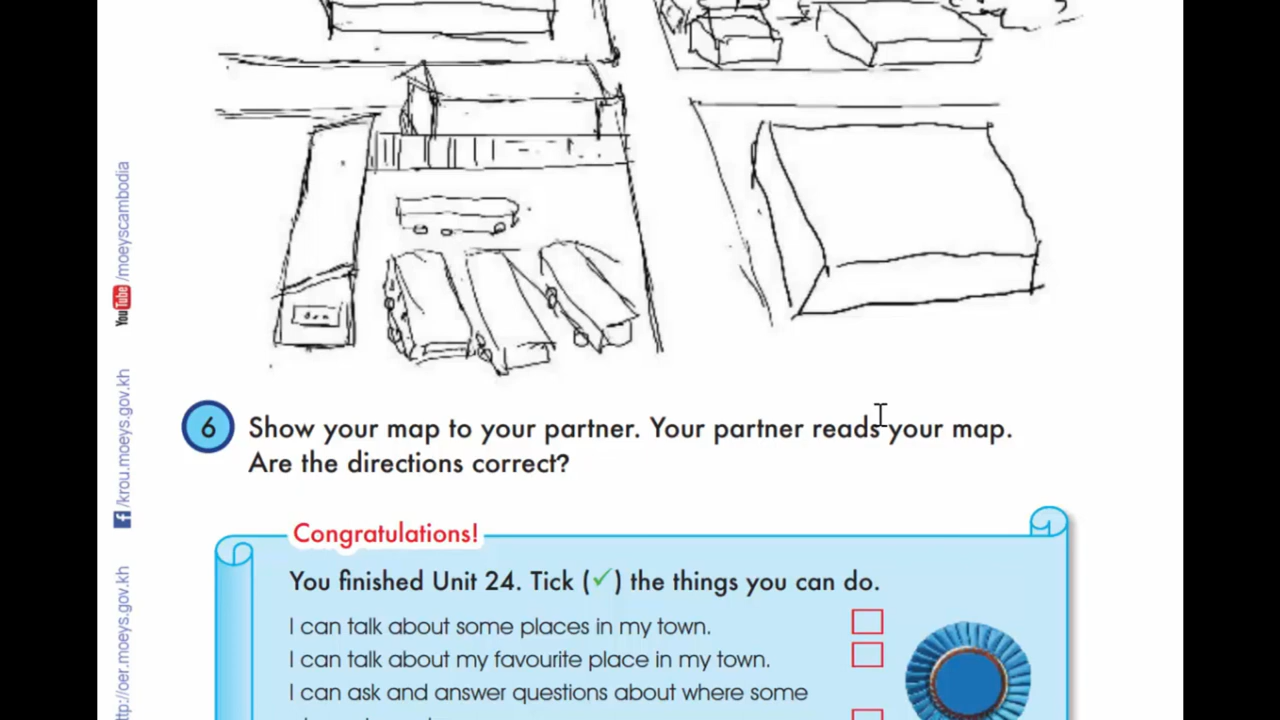 6 Show your map to your partner. Your partner reads your map.
Are the directions correct?
Congratulations!
You finished Unit 24. Tick (✓) the things you can do.
I can talk about some places in my town.
I can talk about my favourite place in my town.
I can ask and answer questions about where some
YouTube /moeyscambodia
f /krou.moeys.gov.kh
ttp://oer.moeys.gov.kh